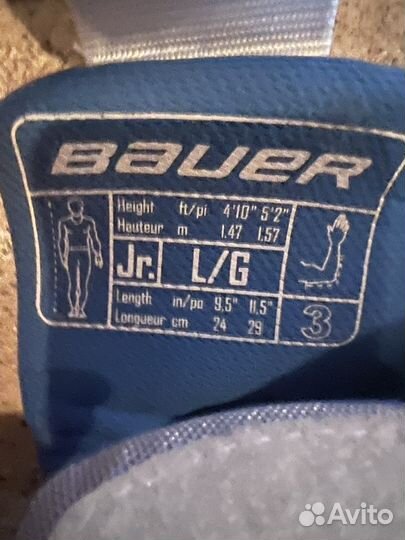 BAUER
Height ft/pi 4'10" 5'2"
Hauteur m 1.47 1.57
Jr. L/G
Length in/po 9.5" 11.5"
Longueur cm 24 29
3
Avito